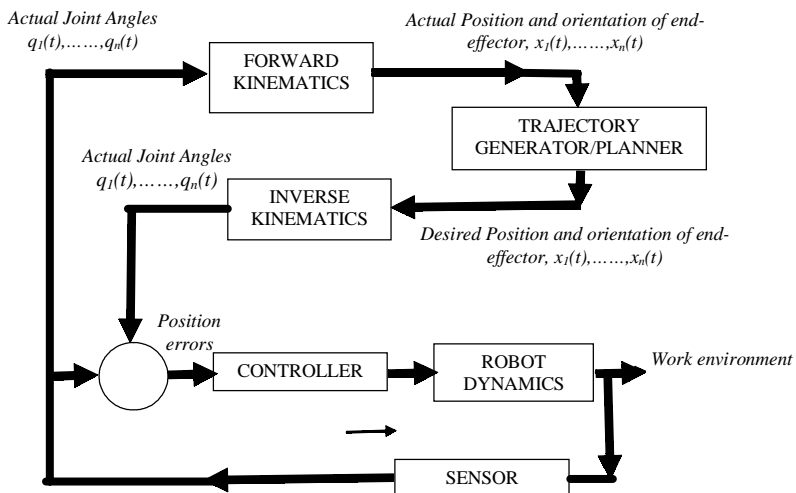 Actual Joint Angles
q1(t),……,qn(t)
Actual Position and orientation of end-
effector, x1(t),……,xn(t)
FORWARD
KINEMATICS
TRAJECTORY
GENERATOR/PLANNER
Actual Joint Angles
q1(t),……,qn(t)
INVERSE
KINEMATICS
Desired Position and orientation of end-
effector, x1(t),……,xn(t)
Position
errors
CONTROLLER
ROBOT
DYNAMICS
Work environment
SENSOR